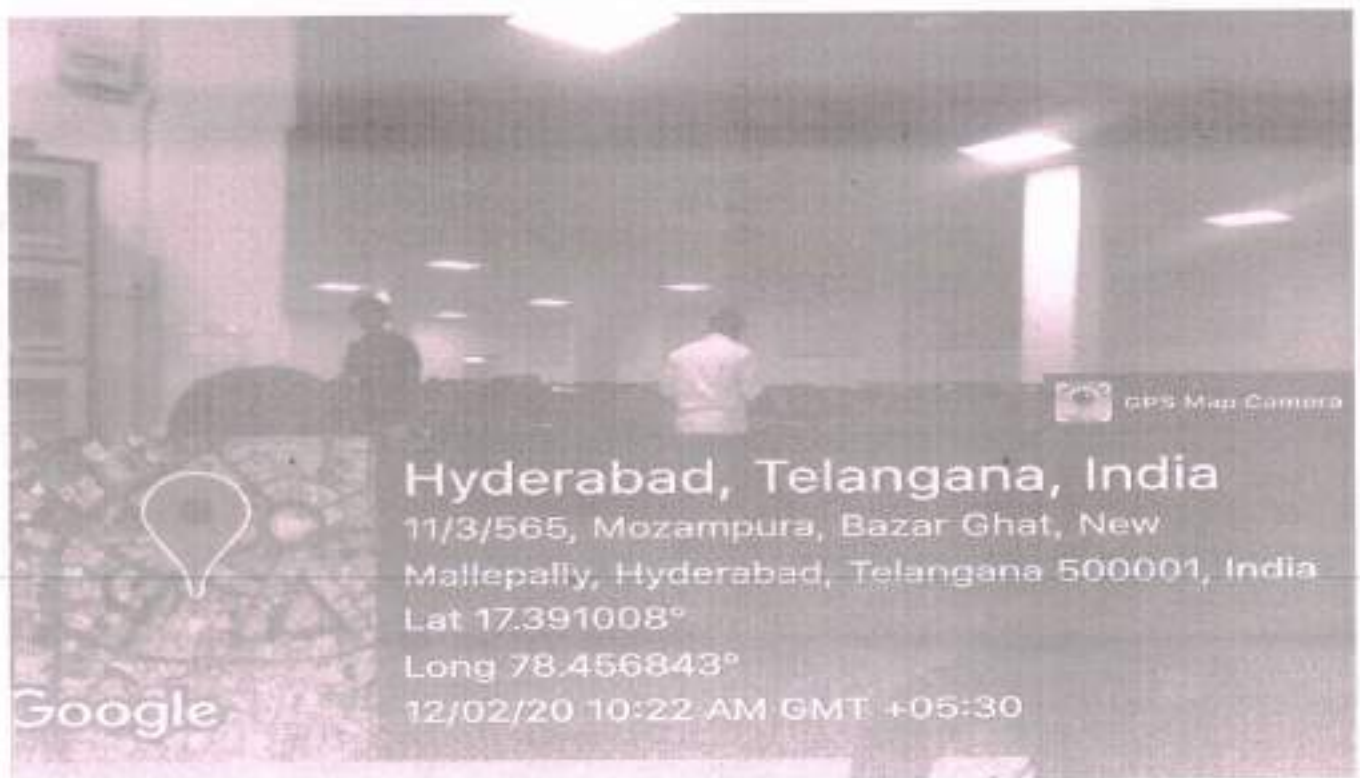 GPS Map Camera
Hyderabad, Telangana, India
11/3/565, Mozampura, Bazar Ghat, New
Mallepally, Hyderabad, Telangana 500001, India
Lat 17.391008°
Long 78.456843°
12/02/20 10:22 AM GMT +05:30
Google